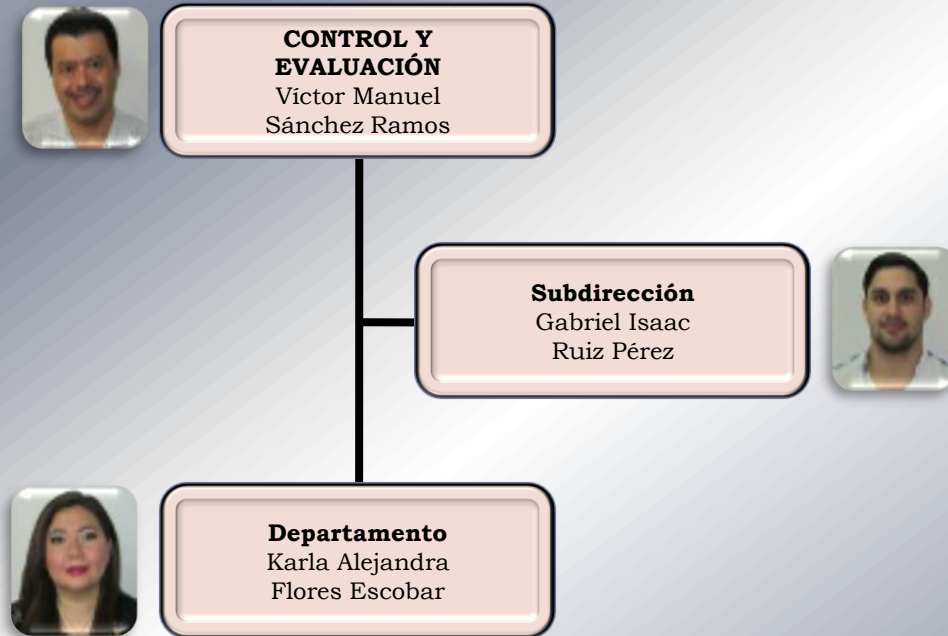 CONTROL Y
EVALUACIÓN
Víctor Manuel
Sánchez Ramos
Subdirección
Gabriel Isaac
Ruiz Pérez
Departamento
Karla Alejandra
Flores Escobar